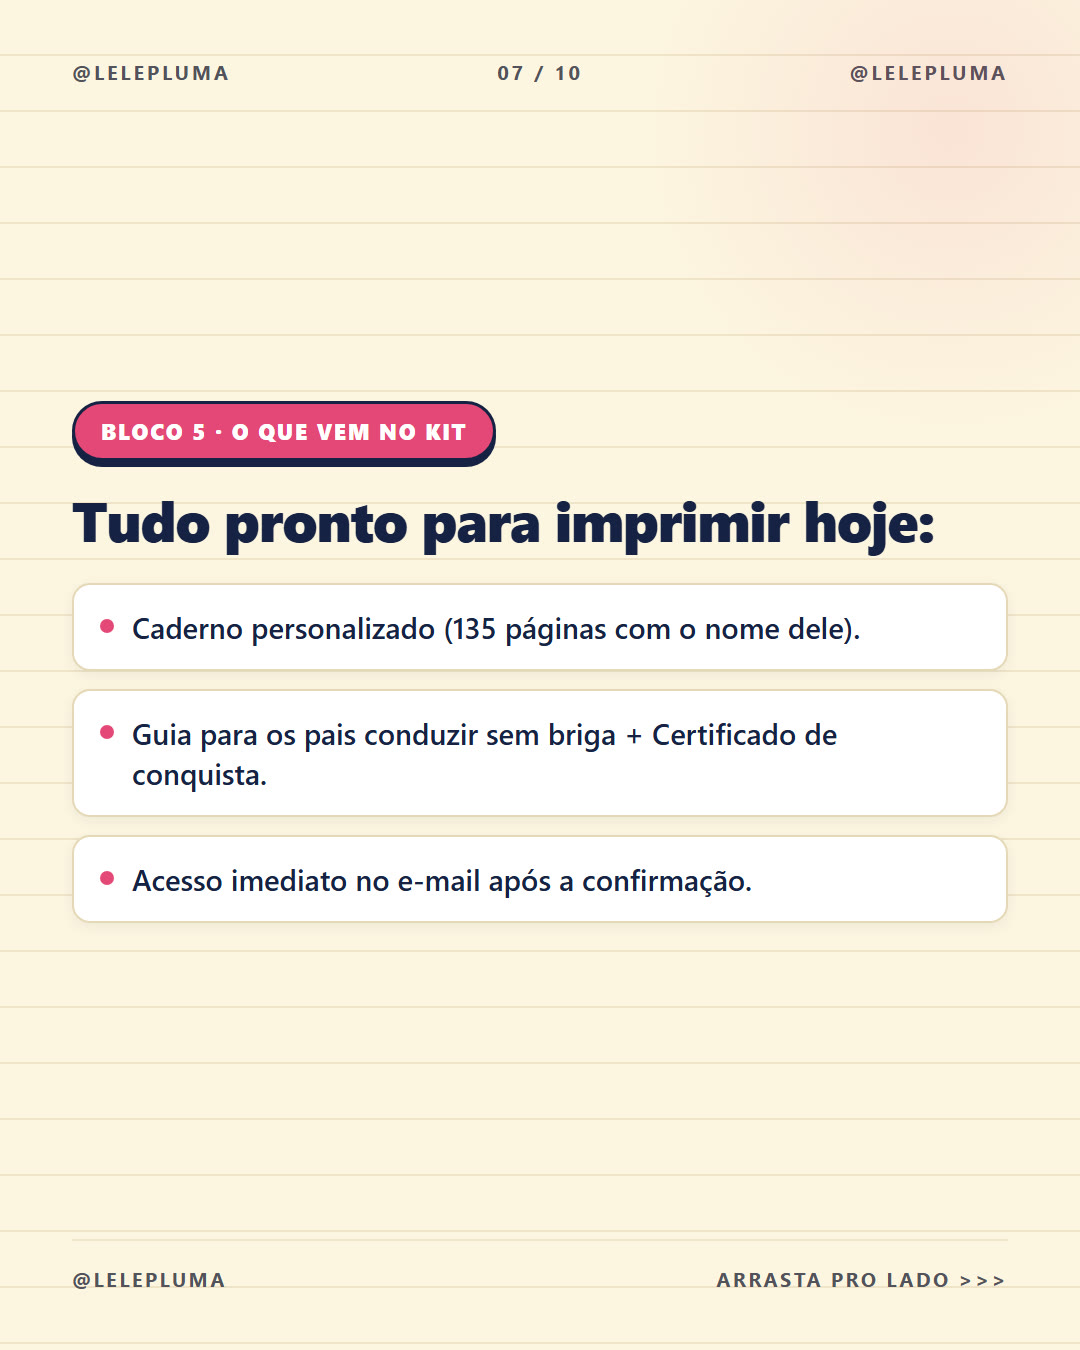 @LELEPLUMA
07 / 10
@LELEPLUMA
BLOCO 5 · O QUE VEM NO KIT
Tudo pronto para imprimir hoje:
Caderno personalizado (135 páginas com o nome dele).
Guia para os pais conduzir sem briga + Certificado de
conquista.
Acesso imediato no e-mail após a confirmação.
@LELEPLUMA
ARRASTA PRO LADO >>>